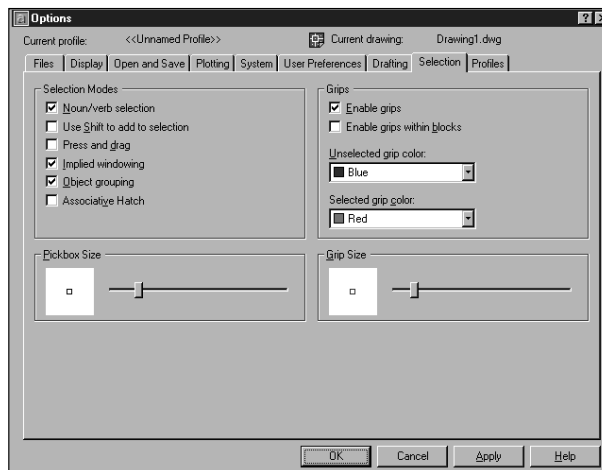 Options
Current profile: <<Unnamed Profile>> Current drawing: Drawing1.dwg
Files Display Open and Save Plotting System User Preferences Drafting Selection Profiles
Selection Modes
Noun/verb selection
Use Shift to add to selection
Press and drag
Implied windowing
Object grouping
Associative Hatch
Grips
Enable grips
Enable grips within blocks
Unselected grip color:
Blue
Selected grip color:
Red
Pickbox Size
Grip Size
OK Cancel Apply Help